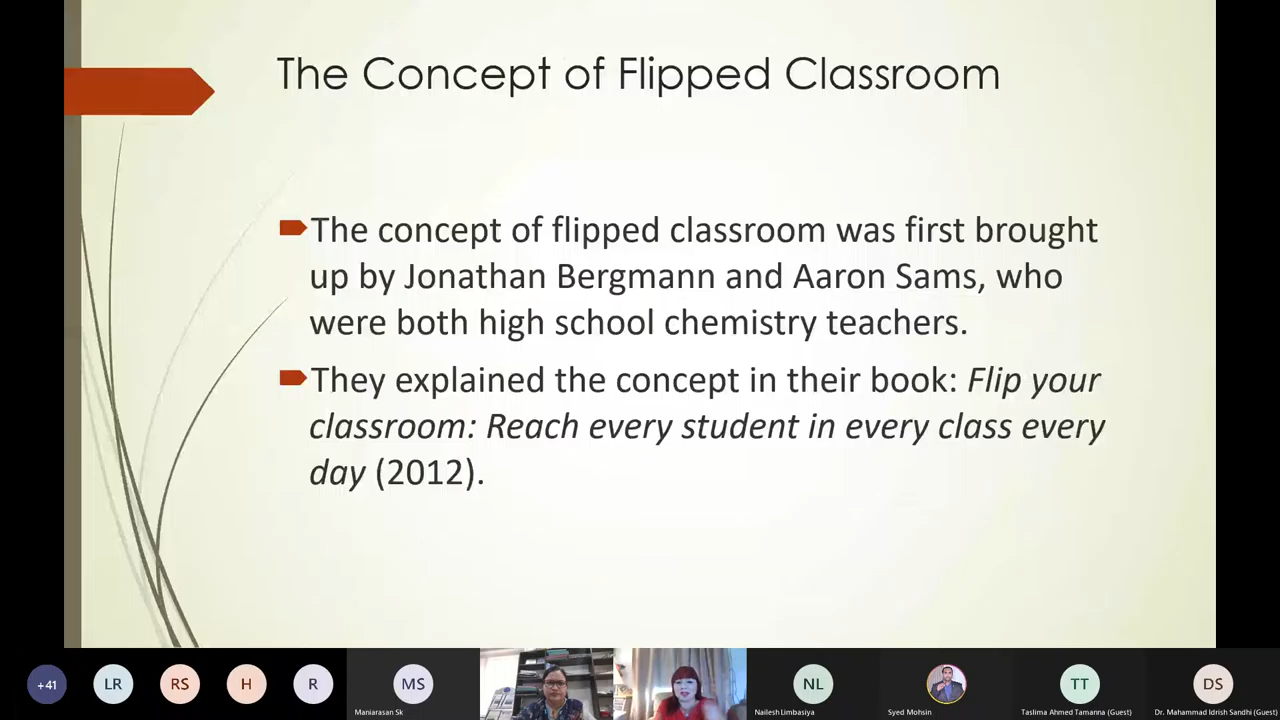 The Concept of Flipped Classroom
The concept of flipped classroom was first brought
up by Jonathan Bergmann and Aaron Sams, who
were both high school chemistry teachers.
They explained the concept in their book: Flip your
classroom: Reach every student in every class every
day (2012).
+41
LR
RS
H
R
MS
Maniarasan Sk
NL
Nailesh Limbasiya
Syed Mohsin
TT
Taslima Ahmed Tamanna (Guest)
DS
Dr. Mahammad Idrish Sandhi (Guest)